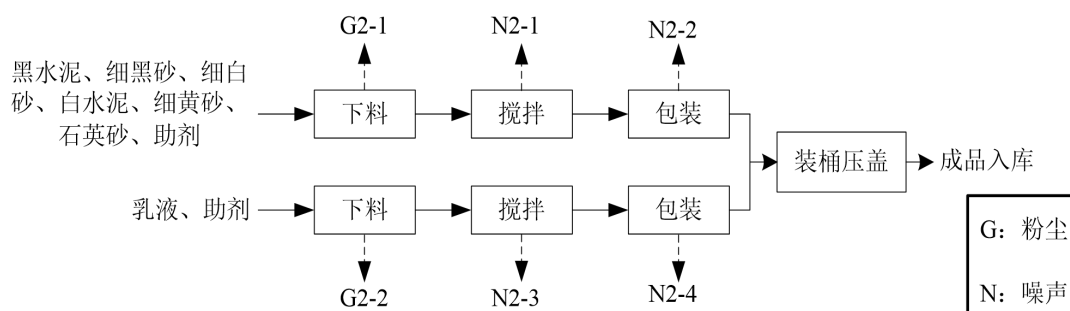 G2-1
N2-1
N2-2
黑水泥、细黑砂、细白
砂、白水泥、细黄砂、
石英砂、助剂
下料
搅拌
包装
装桶压盖
成品入库
乳液、助剂
下料
搅拌
包装
G2-2
N2-3
N2-4
G：粉尘
N：噪声